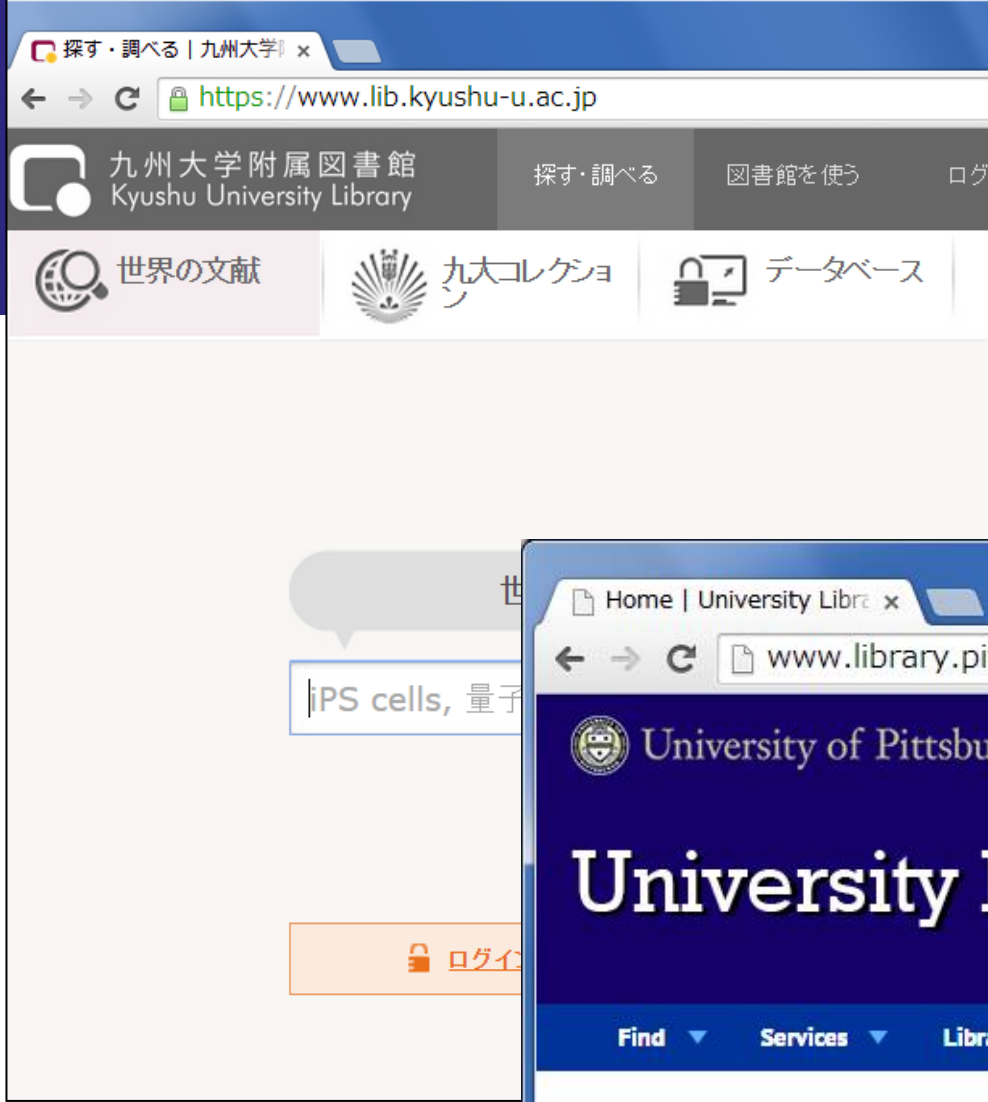 探す・調べる | 九州大学
https://www.lib.kyushu-u.ac.jp
九州大学附属図書館
Kyushu University Library
探す・調べる
図書館を使う
ログ
世界の文献
九大コレクショ
ン
データベース
iPS cells, 量子
ログイン
Home | University Libra
www.library.pi
University of Pittsbu
University
Find
Services
Libra